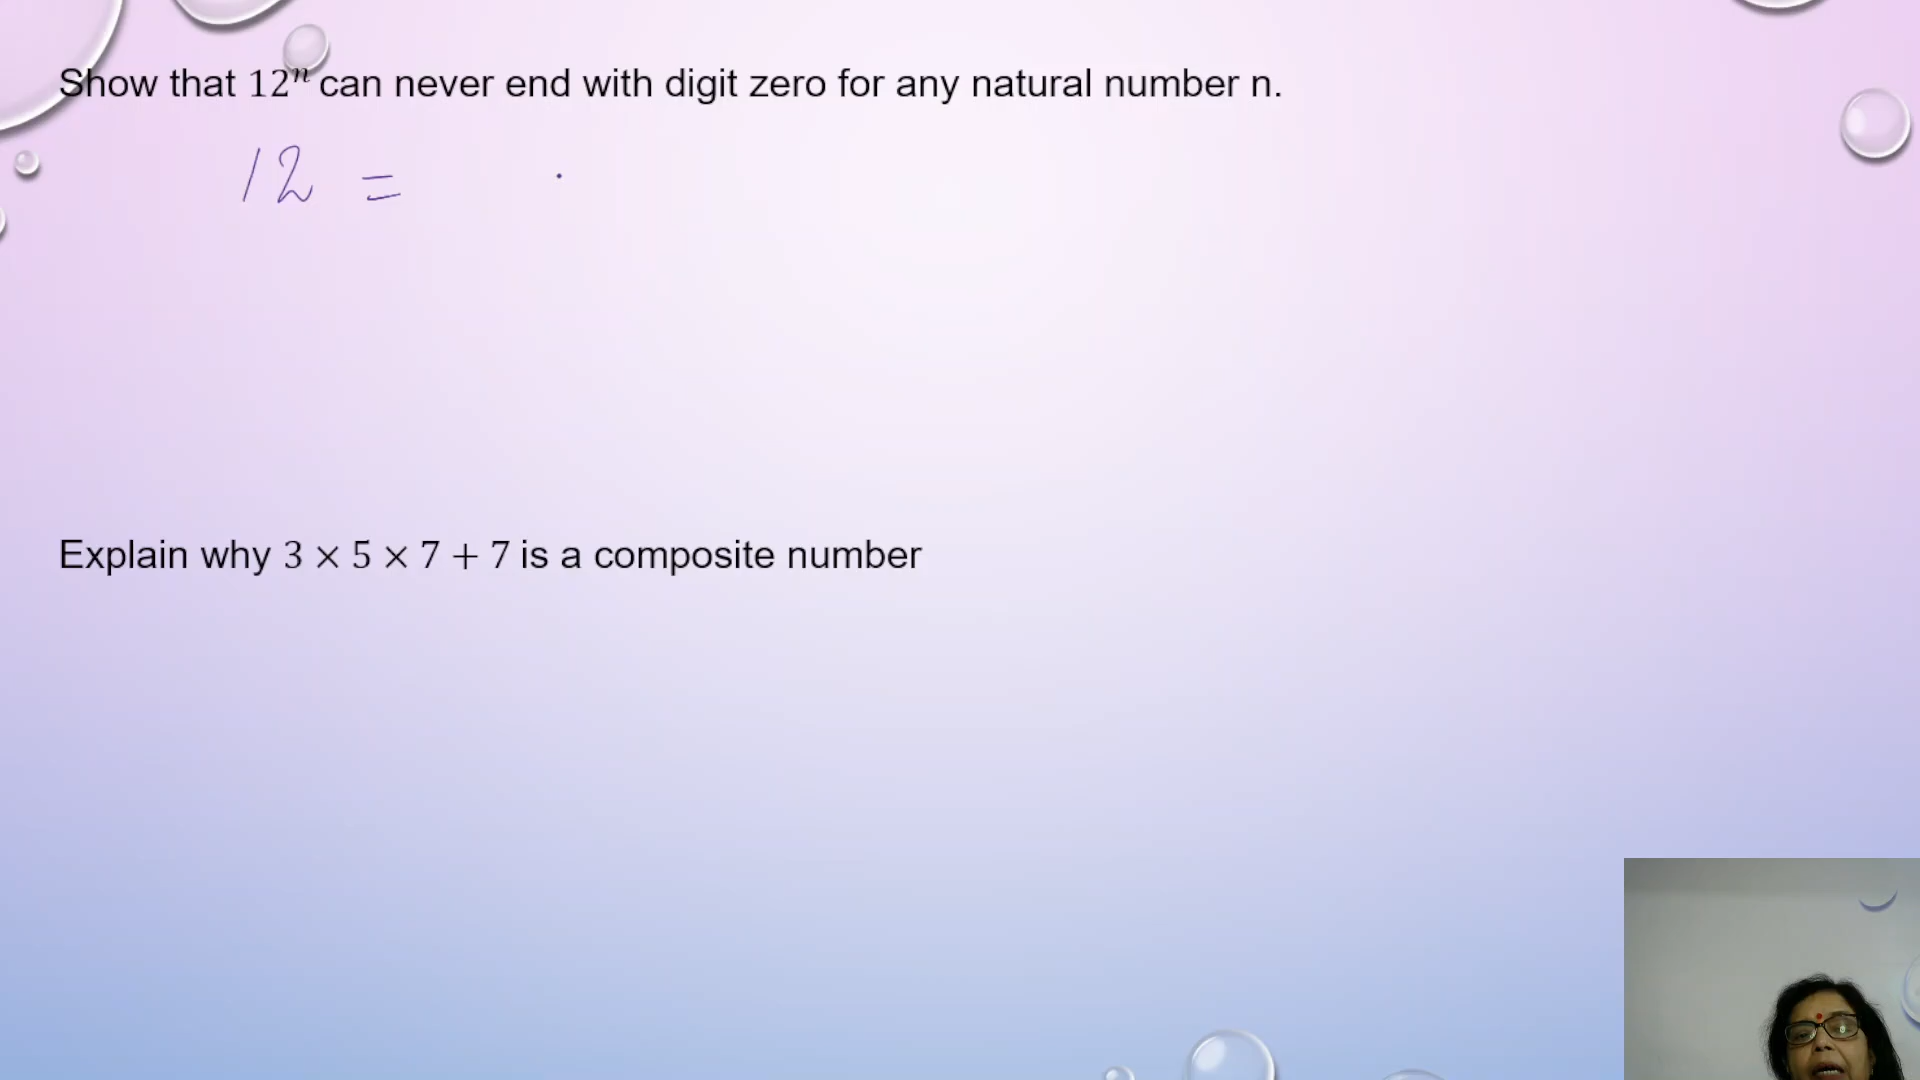 Show that 12ⁿ can never end with digit zero for any natural number n.
12 =
Explain why 3 × 5 × 7 + 7 is a composite number